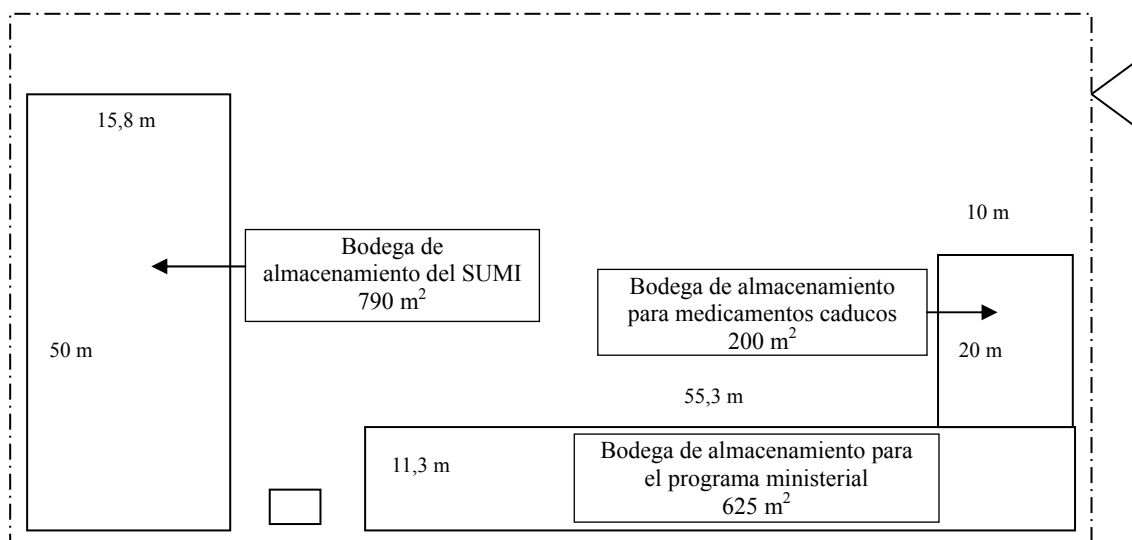 15,8 m
10 m
Bodega de
almacenamiento del SUMI
790 m²
Bodega de almacenamiento
para medicamentos caducos
200 m²
50 m
20 m
55,3 m
11,3 m
Bodega de almacenamiento para
el programa ministerial
625 m²